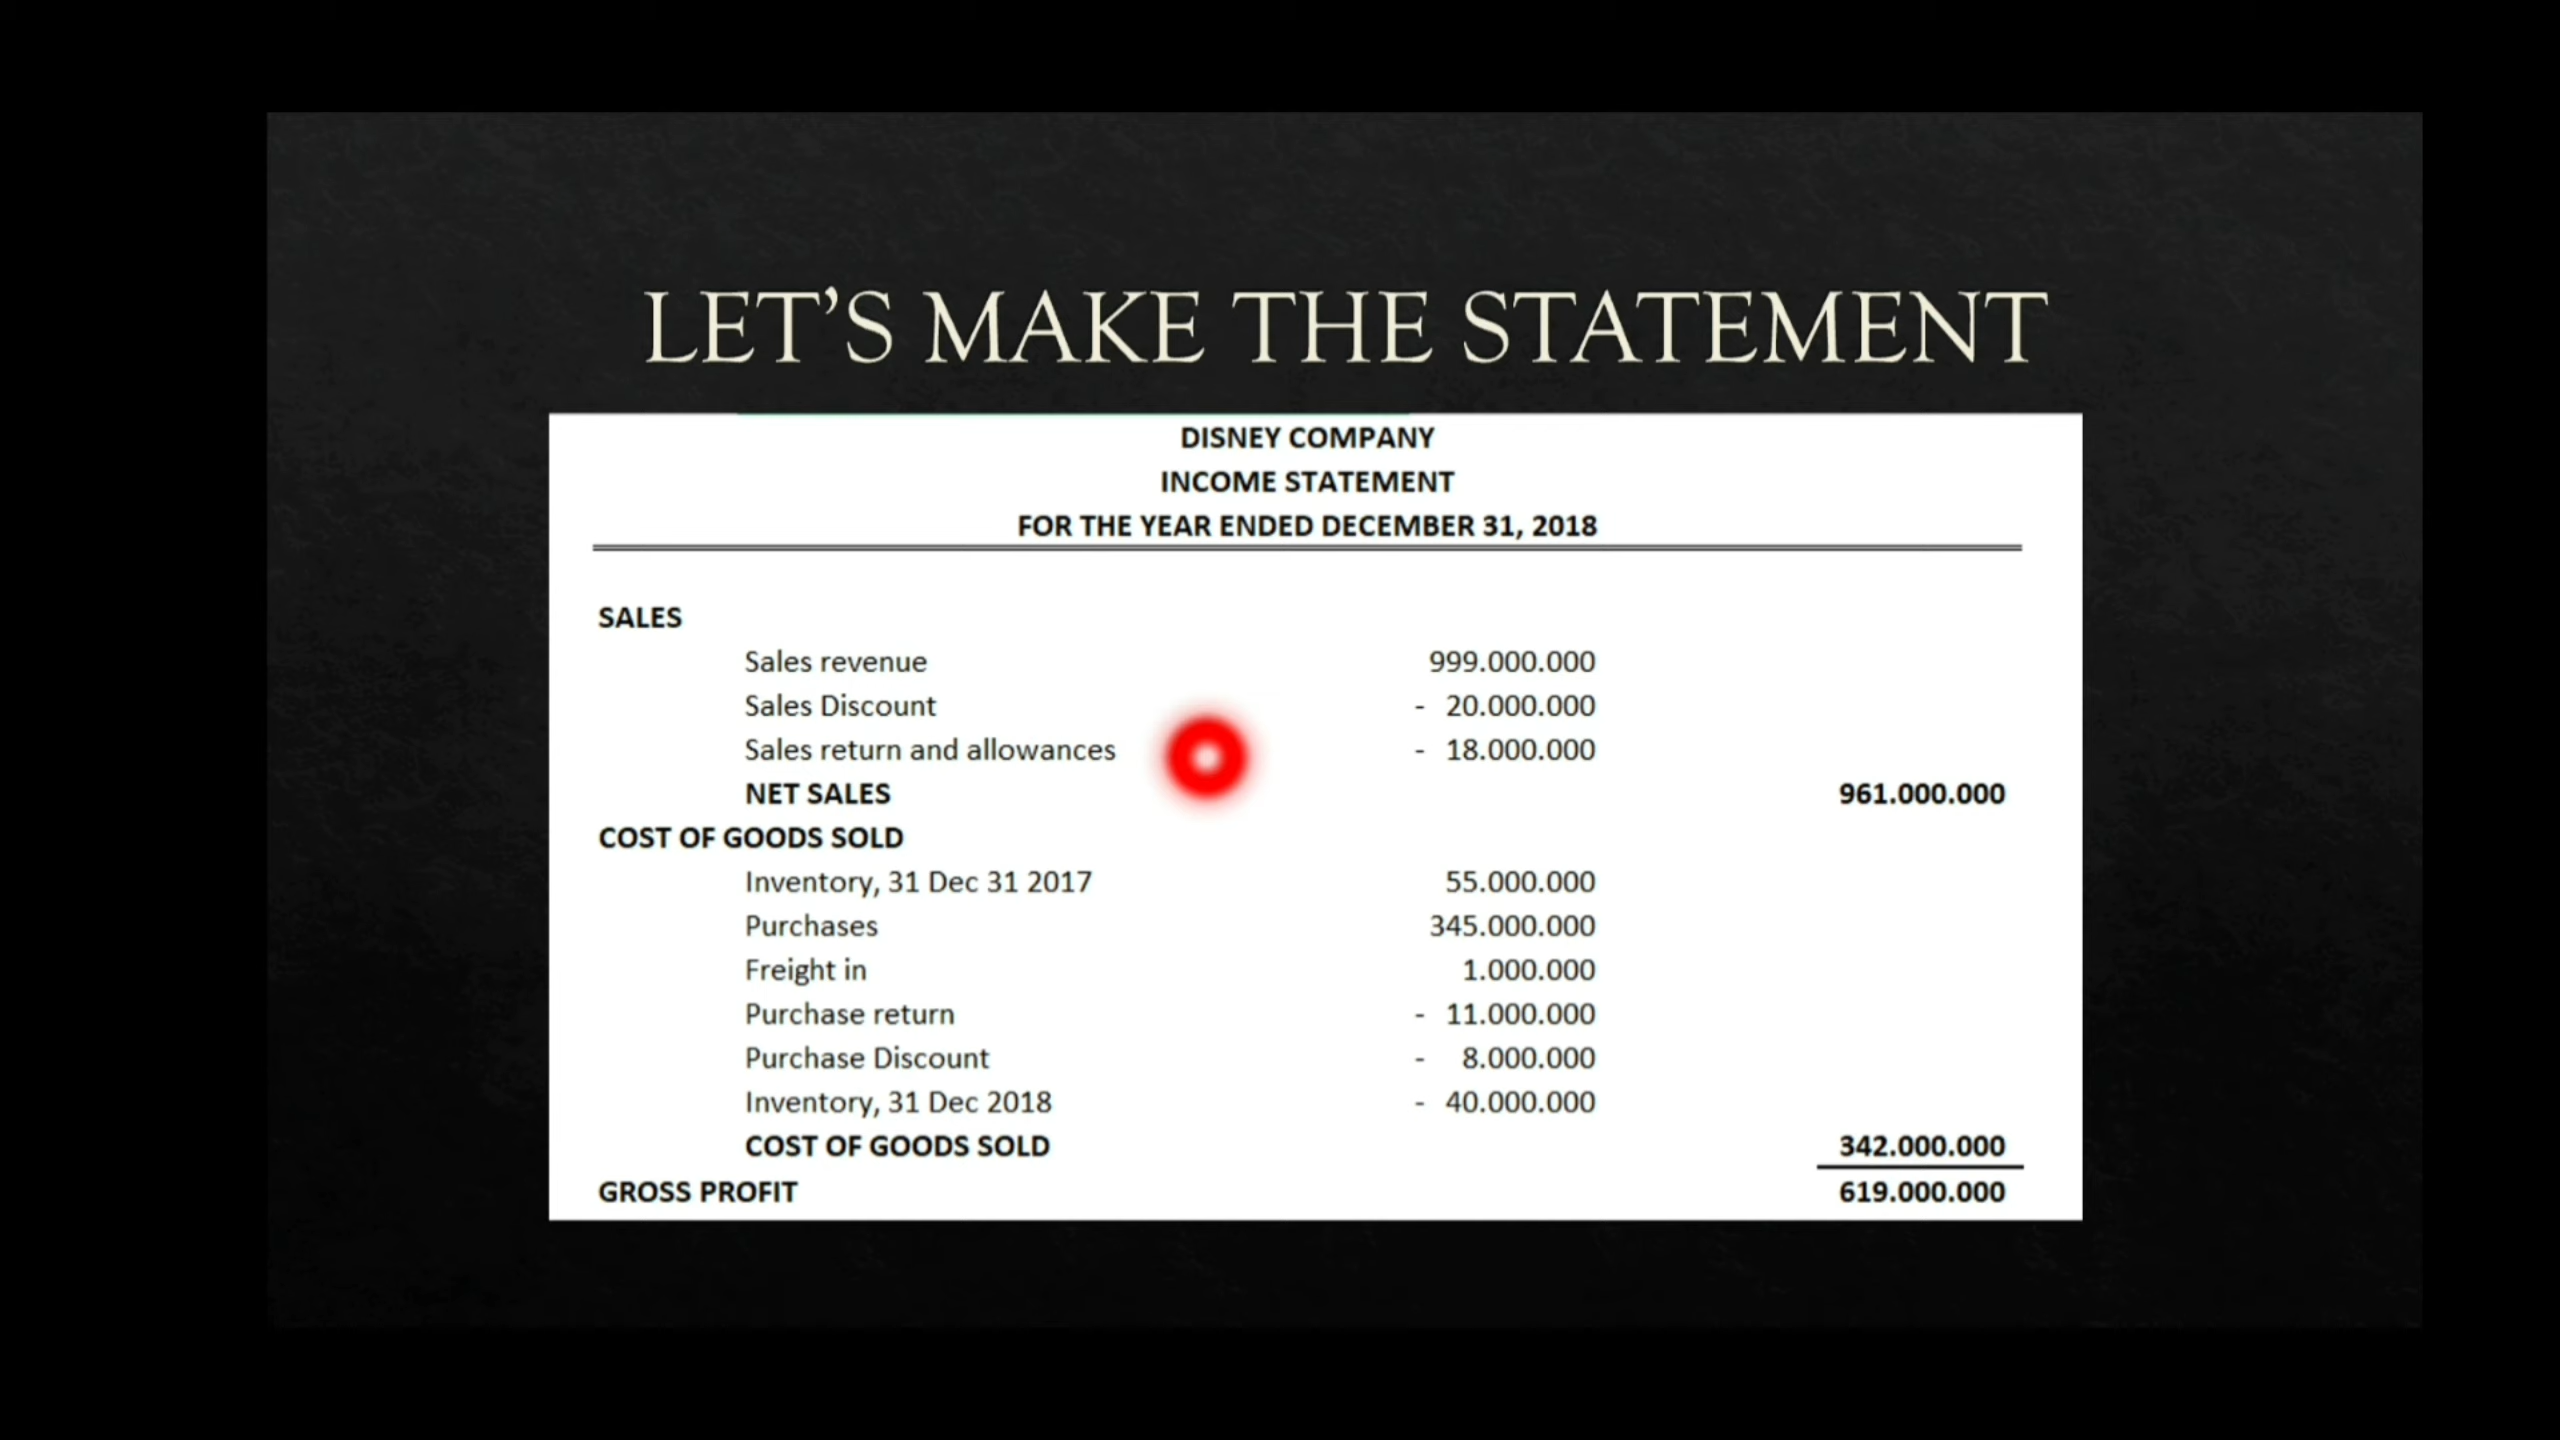 LET’S MAKE THE STATEMENT
DISNEY COMPANY
INCOME STATEMENT
FOR THE YEAR ENDED DECEMBER 31, 2018
SALES
Sales revenue 999.000.000
Sales Discount - 20.000.000
Sales return and allowances - 18.000.000
NET SALES 961.000.000
COST OF GOODS SOLD
Inventory, 31 Dec 31 2017 55.000.000
Purchases 345.000.000
Freight in 1.000.000
Purchase return - 11.000.000
Purchase Discount - 8.000.000
Inventory, 31 Dec 2018 - 40.000.000
COST OF GOODS SOLD 342.000.000
GROSS PROFIT 619.000.000